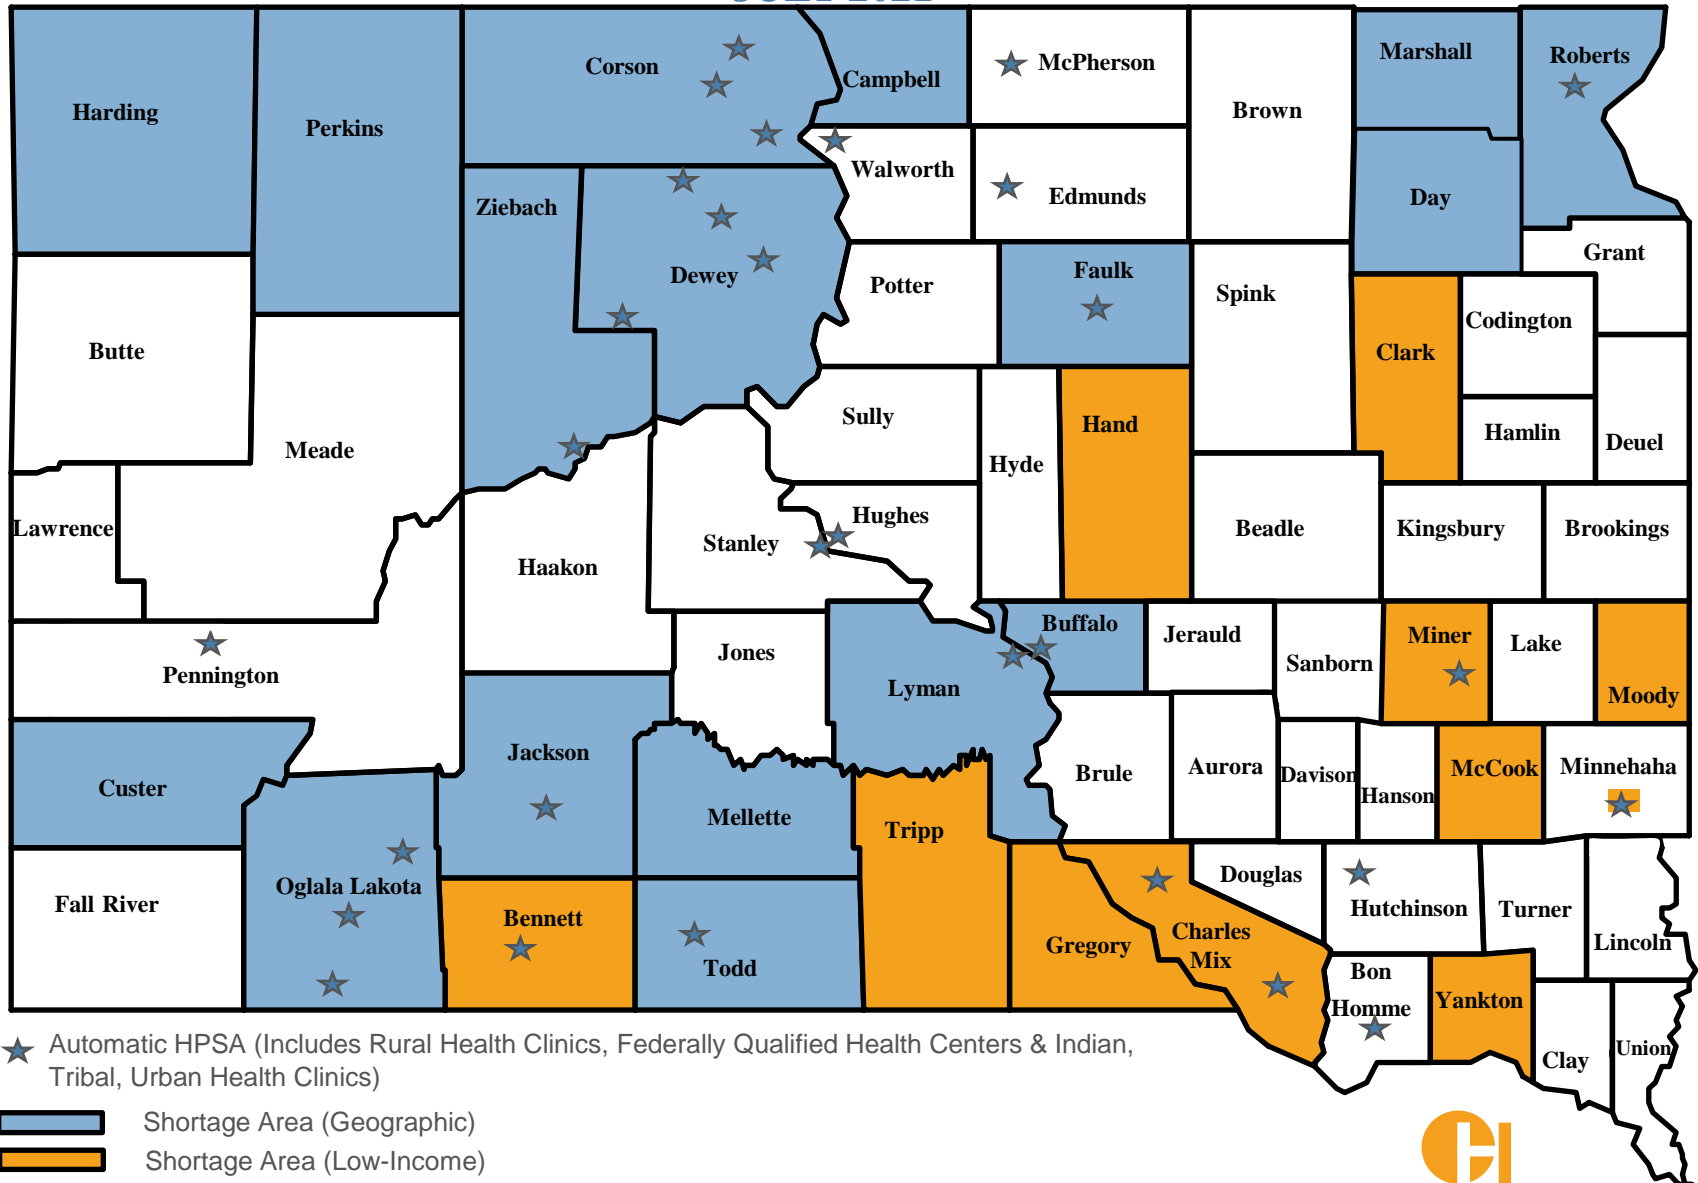 Corson
Campbell
McPherson
Marshall
Roberts
Harding
Perkins
Brown
Walworth
Edmunds
Ziebach
Day
Grant
Dewey
Potter
Faulk
Spink
Codington
Butte
Clark
Sully
Hand
Hamlin
Deuel
Meade
Hyde
Lawrence
Hughes
Stanley
Beadle
Kingsbury
Brookings
Haakon
Buffalo
Jerauld
Miner
Lake
Jones
Sanborn
Pennington
Lyman
Moody
Jackson
Custer
Brule
Aurora
Davison
Hanson
McCook
Minnehaha
Mellette
Tripp
Oglala Lakota
Fall River
Bennett
Todd
Gregory
Charles
Mix
Douglas
Hutchinson
Turner
Lincoln
Bon
Homme
Yankton
Clay
Union
Automatic HPSA (Includes Rural Health Clinics, Federally Qualified Health Centers & Indian,
Tribal, Urban Health Clinics)
Shortage Area (Geographic)
Shortage Area (Low-Income)